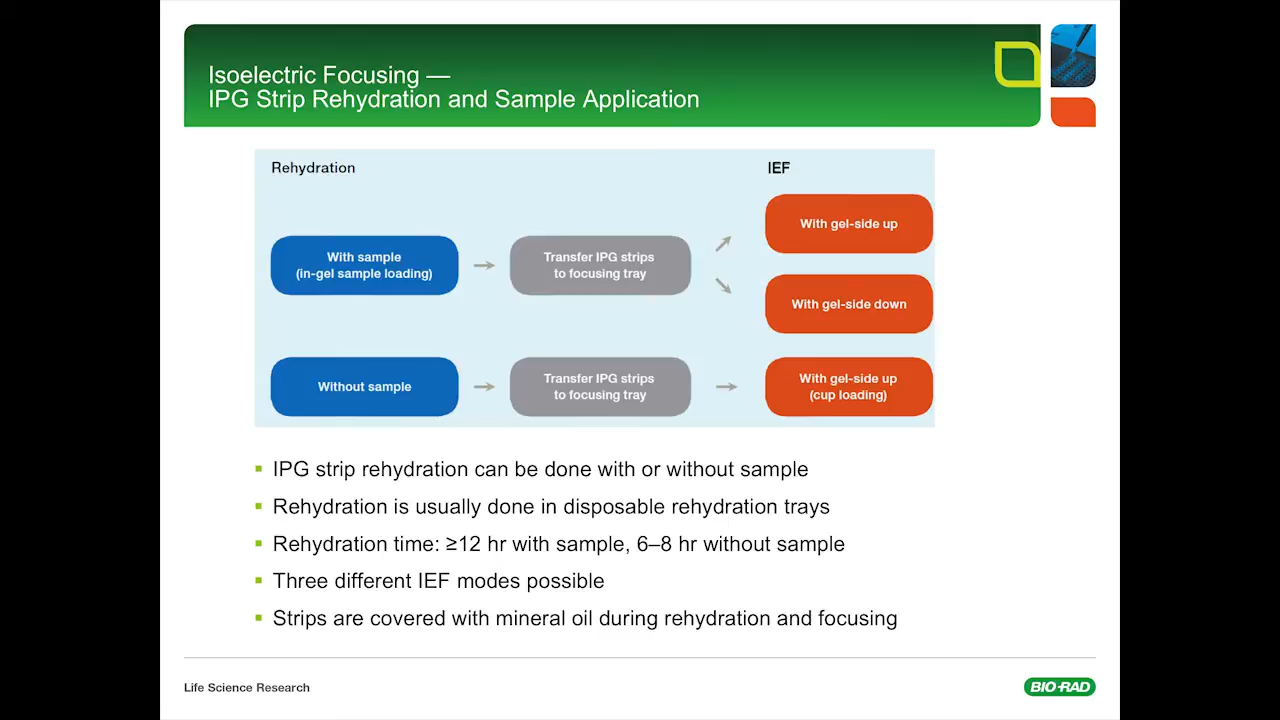 Isoelectric Focusing —
IPG Strip Rehydration and Sample Application
Rehydration
IEF
With sample
(in-gel sample loading)
Transfer IPG strips
to focusing tray
With gel-side up
With gel-side down
Without sample
Transfer IPG strips
to focusing tray
With gel-side up
(cup loading)
▪ IPG strip rehydration can be done with or without sample
▪ Rehydration is usually done in disposable rehydration trays
▪ Rehydration time: ≥12 hr with sample, 6–8 hr without sample
▪ Three different IEF modes possible
▪ Strips are covered with mineral oil during rehydration and focusing
Life Science Research
BIO-RAD